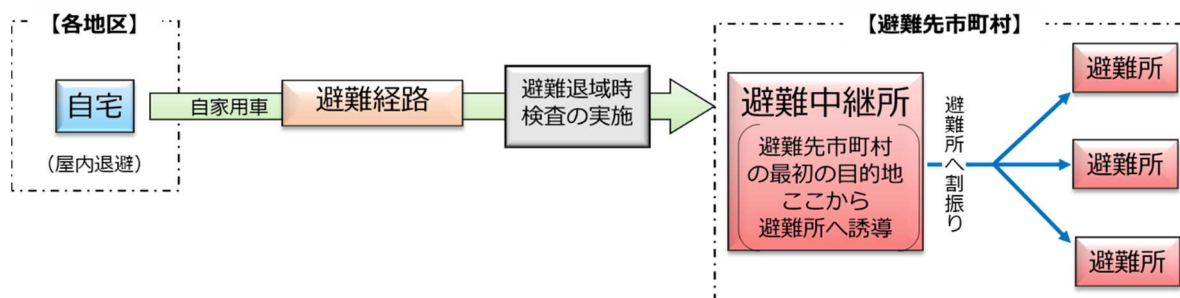 【各地区】
自宅
(屋内退避)
自家用車
避難経路
避難退域時
検査の実施
【避難先市町村】
避難中継所
避難先市町村
の最初の目的地
ここから
避難所へ誘導
避難所へ割振り
避難所
避難所
避難所